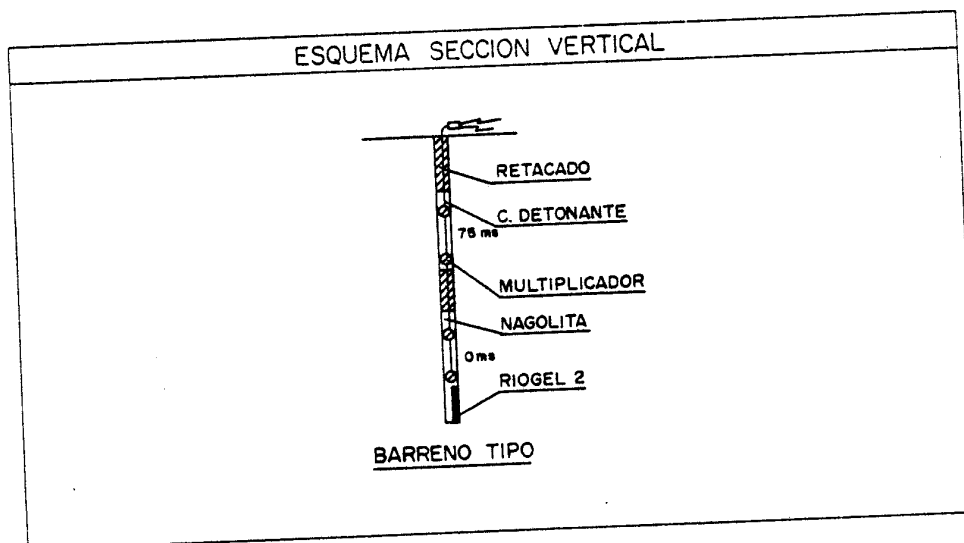 ESQUEMA SECCION VERTICAL
RETACADO
C. DETONANTE
75 ms
MULTIPLICADOR
NAGOLITA
0 ms
RIOGEL 2
BARRENO TIPO